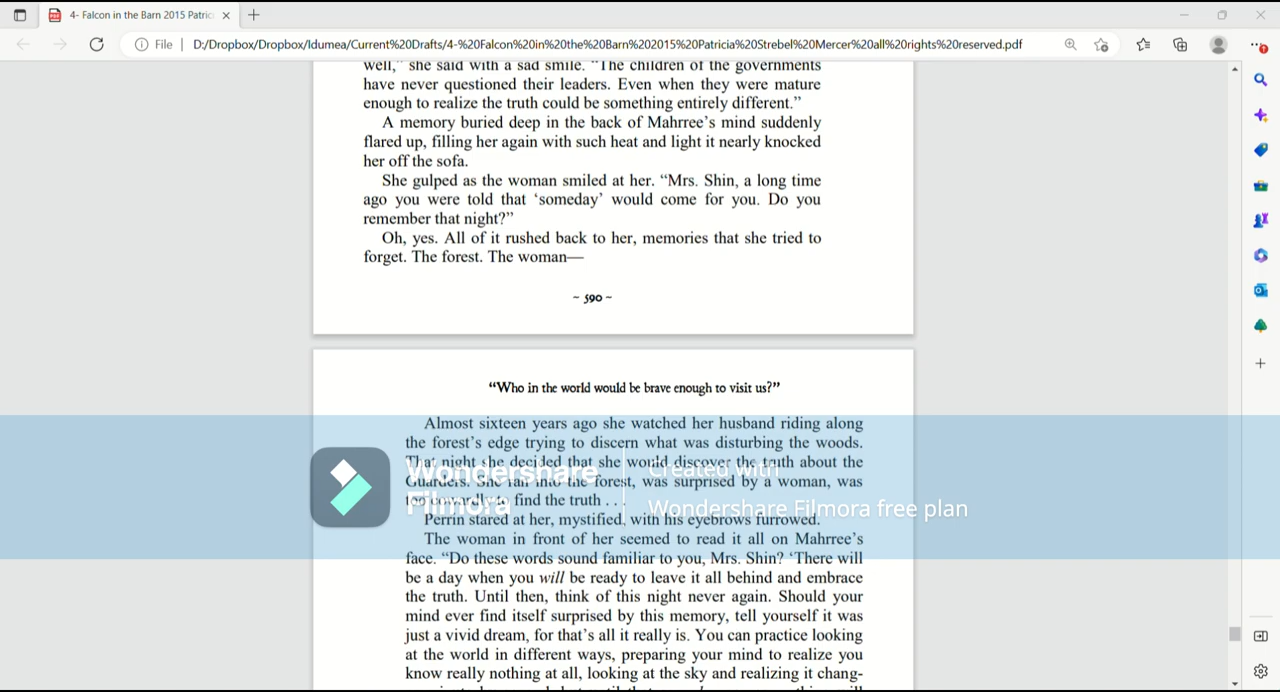 4- Falcon in the Barn 2015 Patric
File
D:/Dropbox/Dropbox/Idumea/Current%20Drafts/4-%20Falcon%20in%20the%20Barn%202015%20Patricia%20Strebel%20Mercer%20all%20rights%20reserved.pdf
well,” she said with a sad smile. “The children of the governments
have never questioned their leaders. Even when they were mature
enough to realize the truth could be something entirely different.”
A memory buried deep in the back of Mahrree’s mind suddenly
flared up, filling her again with such heat and light it nearly knocked
her off the sofa.
She gulped as the woman smiled at her. “Mrs. Shin, a long time
ago you were told that ‘someday’ would come for you. Do you
remember that night?”
Oh, yes. All of it rushed back to her, memories that she tried to
forget. The forest. The woman—
~ 590 ~
“Who in the world would be brave enough to visit us?”
Almost sixteen years ago she watched her husband riding along
the forest’s edge trying to discern what was disturbing the woods.
That night she decided that she would discover the truth about the
Guarders. She ran into the forest, was surprised by a woman, was
too cowardly to find the truth . . .
Wondershare
Filmora
Created with
Wondershare Filmora free plan
Perrin stared at her, mystified, with his eyebrows furrowed.
The woman in front of her seemed to read it all on Mahrree’s
face. “Do these words sound familiar to you, Mrs. Shin? ‘There will
be a day when you will be ready to leave it all behind and embrace
the truth. Until then, think of this night never again. Should your
mind ever find itself surprised by this memory, tell yourself it was
just a vivid dream, for that’s all it really is. You can practice looking
at the world in different ways, preparing your mind to realize you
know really nothing at all, looking at the sky and realizing it chang-